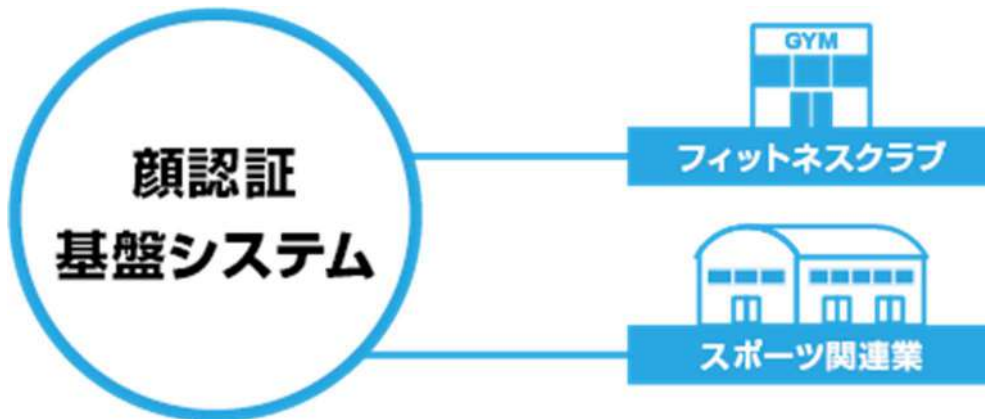 顔認証
基盤システム
GYM
フィットネスクラブ
スポーツ関連業